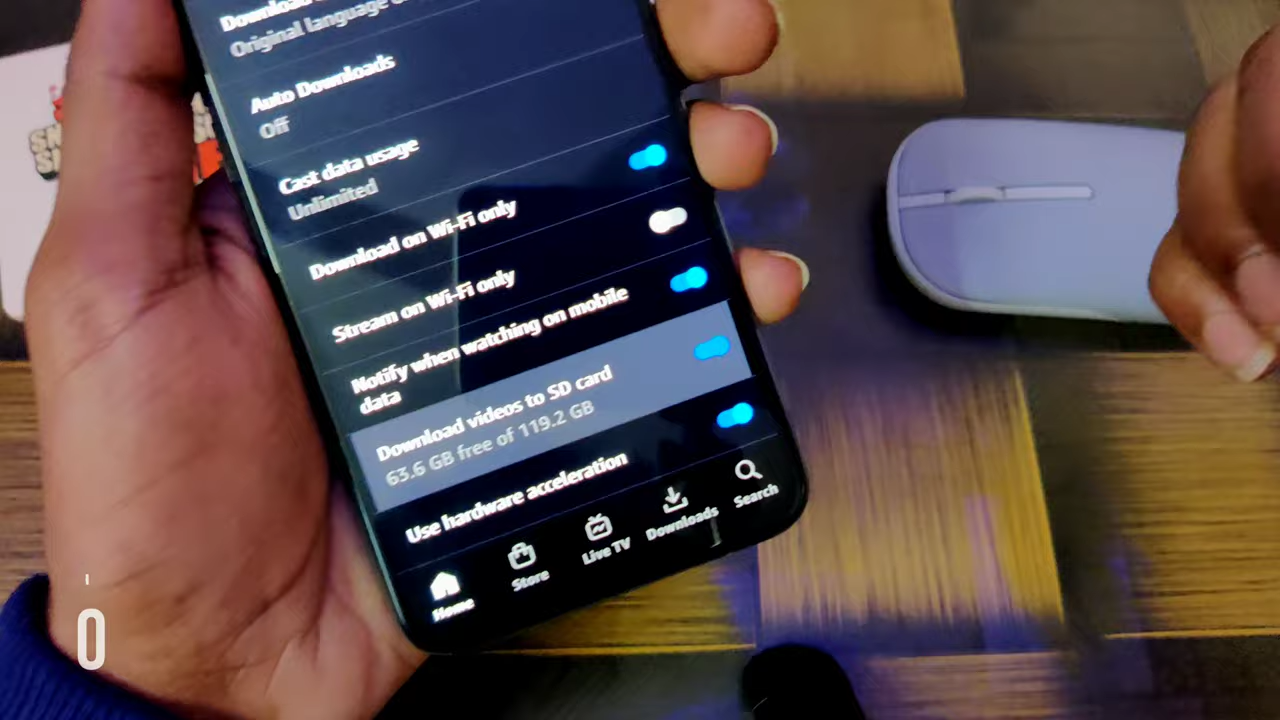 Download
Original language
Auto Downloads
Off
Cast data usage
Unlimited
Download on Wi-Fi only
Stream on Wi-Fi only
Notify when watching on mobile
data
Download videos to SD card
63.6 GB free of 119.2 GB
Use hardware acceleration
Home
Store
Live TV
Downloads
Search
0